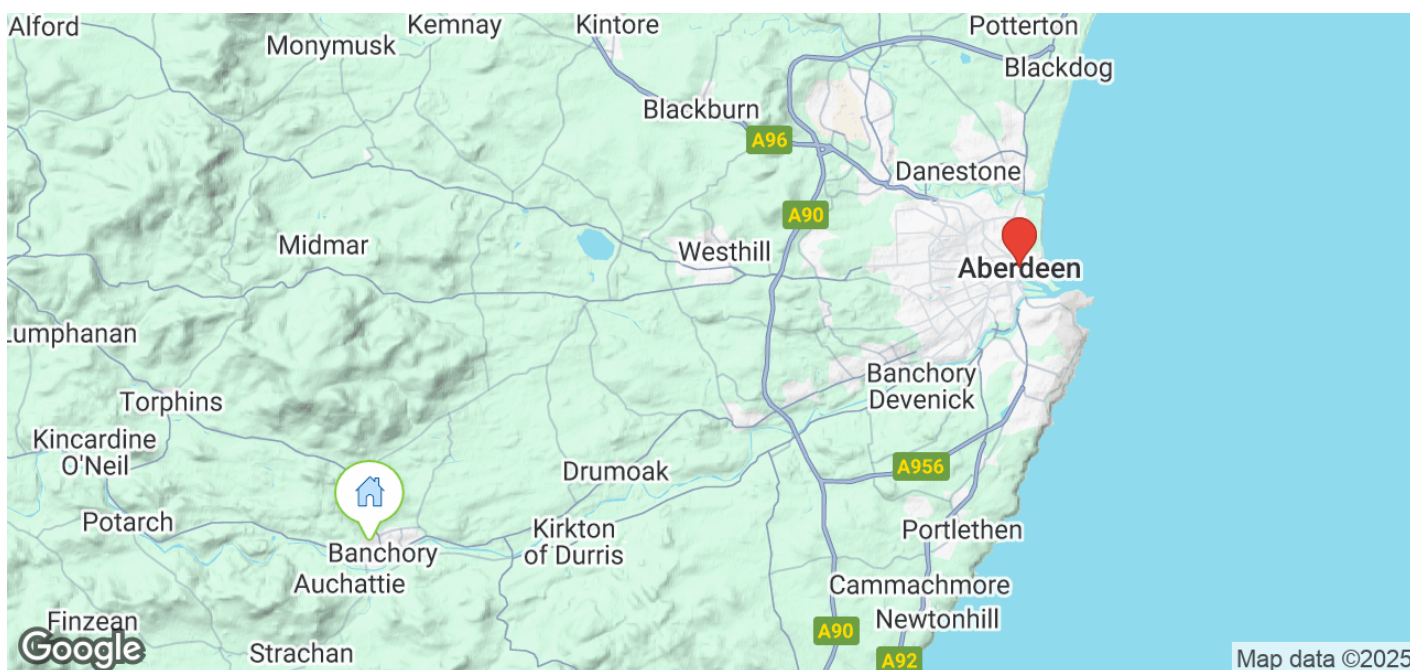 Alford
Kemnay
Kintore
Potterton
Monymusk
Blackdog
Blackburn
A96
Danestone
A90
Midmar
Westhill
Aberdeen
Lumphanan
Banchory
Devenick
Torphins
Kincardine
O'Neil
Drumoak
A956
Potarch
Kirkton
of Durris
Portlethen
Banchory
Auchattie
Cammachmore
Finzean
Newtonhill
A90
Strachan
A92
Google
Map data ©2025